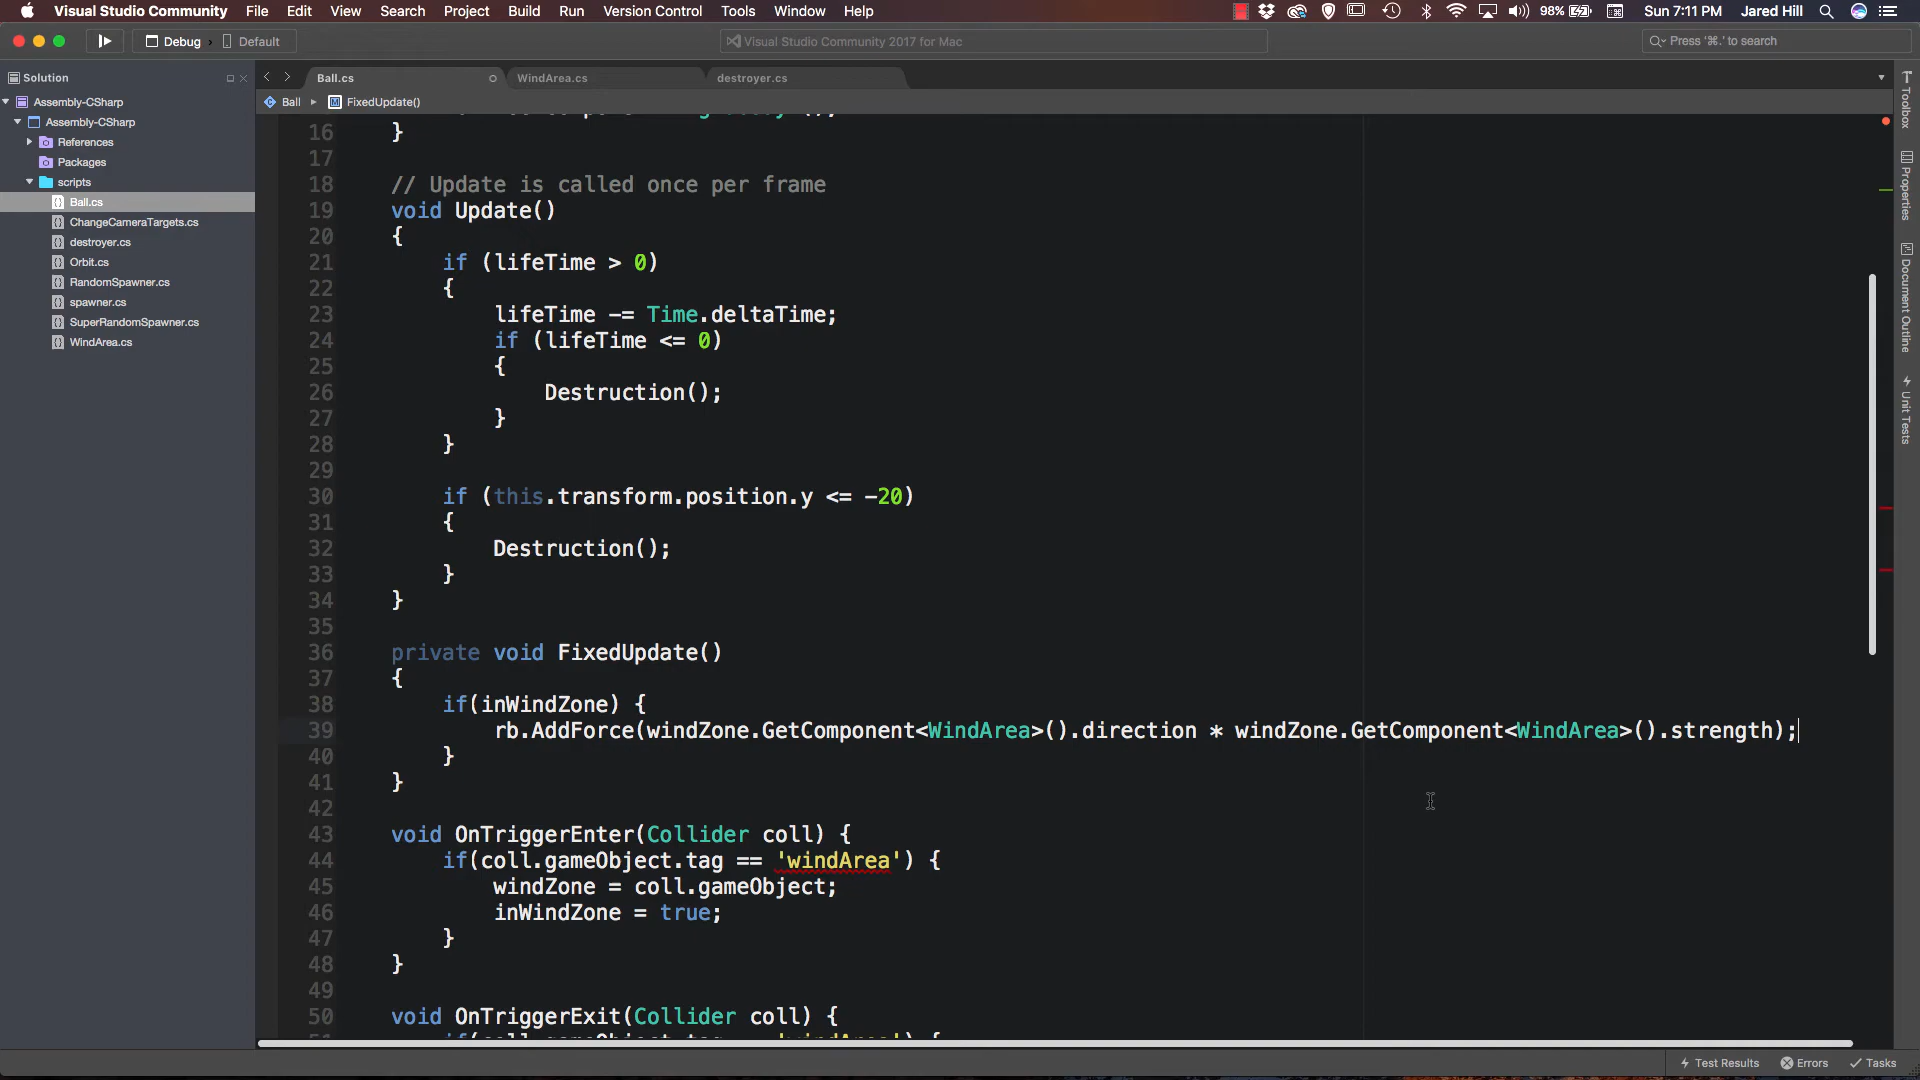 Visual Studio Community File Edit View Search Project Build Run Version Control Tools Window Help 98% Sun 7:11 PM Jared Hill
Debug Default Visual Studio Community 2017 for Mac Press '⌘.' to search
Solution
Assembly-CSharp
Assembly-CSharp
References
Packages
scripts
Ball.cs
ChangeCameraTargets.cs
destroyer.cs
Orbit.cs
RandomSpawner.cs
spawner.cs
SuperRandomSpawner.cs
WindArea.cs
Ball.cs WindArea.cs destroyer.cs
Ball FixedUpdate()
16 }
17
18 // Update is called once per frame
19 void Update()
20 {
21 if (lifeTime > 0)
22 {
23 lifeTime -= Time.deltaTime;
24 if (lifeTime <= 0)
25 {
26 Destruction();
27 }
28 }
29
30 if (this.transform.position.y <= -20)
31 {
32 Destruction();
33 }
34 }
35
36 private void FixedUpdate()
37 {
38 if(inWindZone) {
39 rb.AddForce(windZone.GetComponent<WindArea>().direction * windZone.GetComponent<WindArea>().strength);
40 }
41 }
42
43 void OnTriggerEnter(Collider coll) {
44 if(coll.gameObject.tag == 'windArea') {
45 windZone = coll.gameObject;
46 inWindZone = true;
47 }
48 }
49
50 void OnTriggerExit(Collider coll) {
Toolbox
Properties
Document Outline
Unit Tests
Test Results Errors Tasks